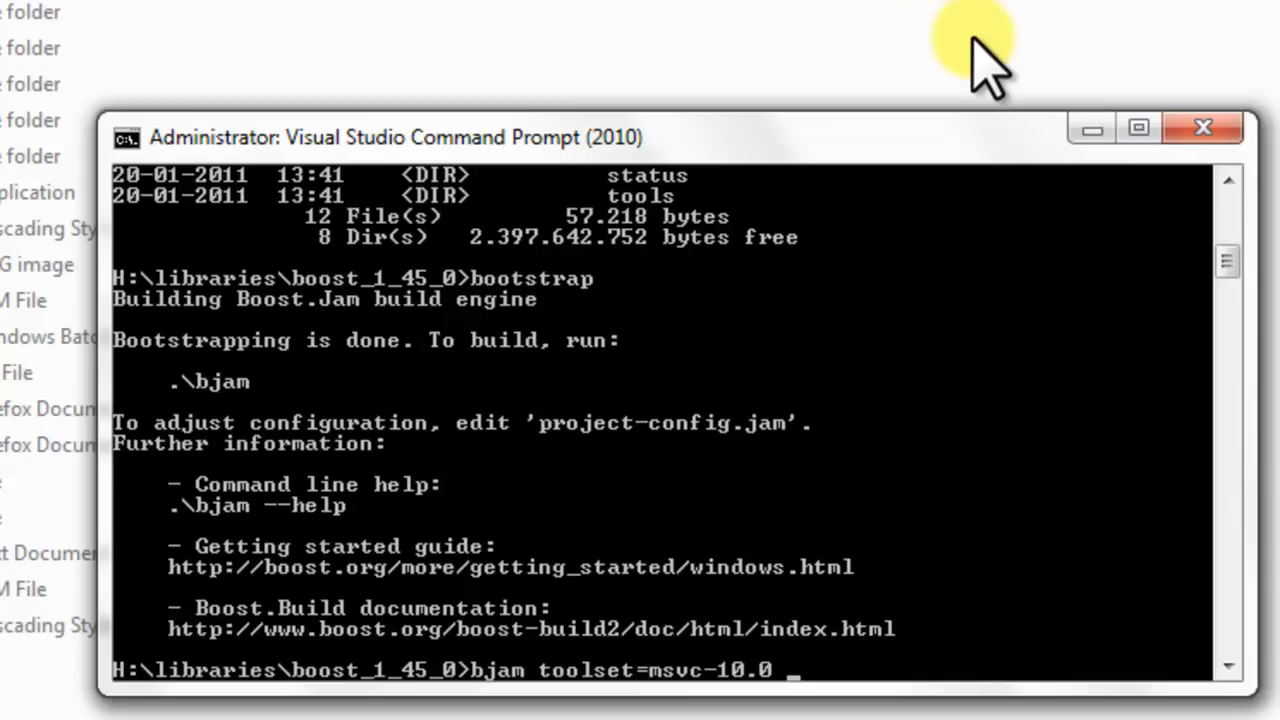 e folder
e folder
e folder
e folder
e folder
plication
scading Sty
G image
M File
ndows Batc
File
efox Docum
efox Docum
e
e
ct Documen
M File
scading Sty
Administrator: Visual Studio Command Prompt (2010)
20-01-2011 13:41 <DIR> status
20-01-2011 13:41 <DIR> tools
12 File(s) 57.218 bytes
8 Dir(s) 2.397.642.752 bytes free
H:\libraries\boost_1_45_0>bootstrap
Building Boost.Jam build engine
Bootstrapping is done. To build, run:
.\bjam
To adjust configuration, edit 'project-config.jam'.
Further information:
- Command line help:
.\bjam --help
- Getting started guide:
http://boost.org/more/getting_started/windows.html
- Boost.Build documentation:
http://www.boost.org/boost-build2/doc/html/index.html
H:\libraries\boost_1_45_0>bjam toolset=msvc-10.0 _